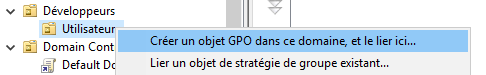 Développeurs
Utilisateur
Créer un objet GPO dans ce domaine, et le lier ici...
Domain Cont
Lier un objet de stratégie de groupe existant...
Default Do